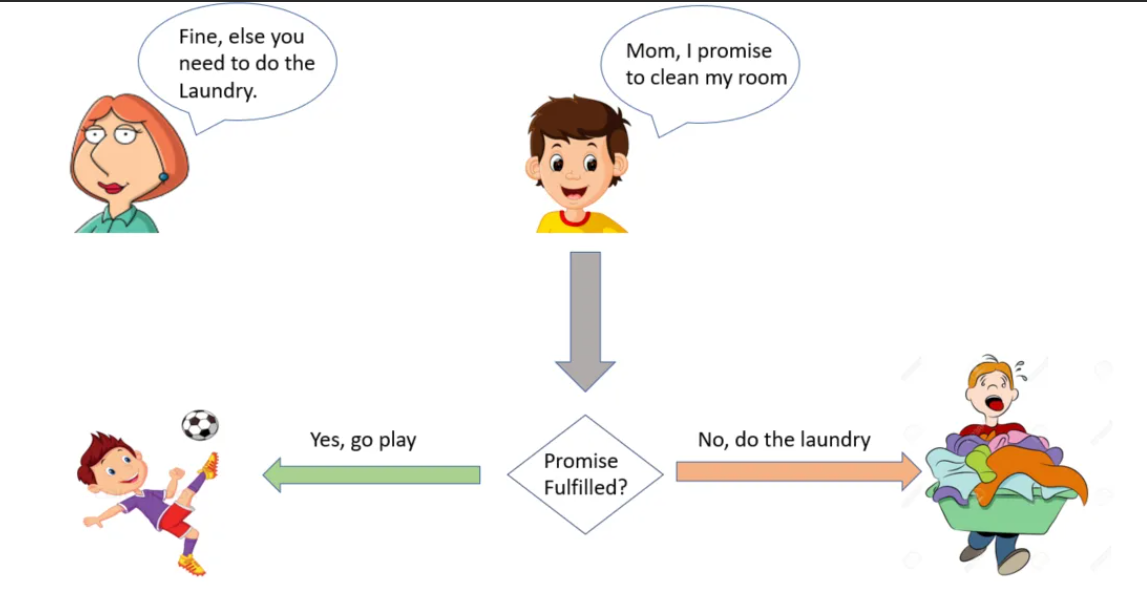 Fine, else you
need to do the
Laundry.
Mom, I promise
to clean my room
Yes, go play
Promise
Fulfilled?
No, do the laundry